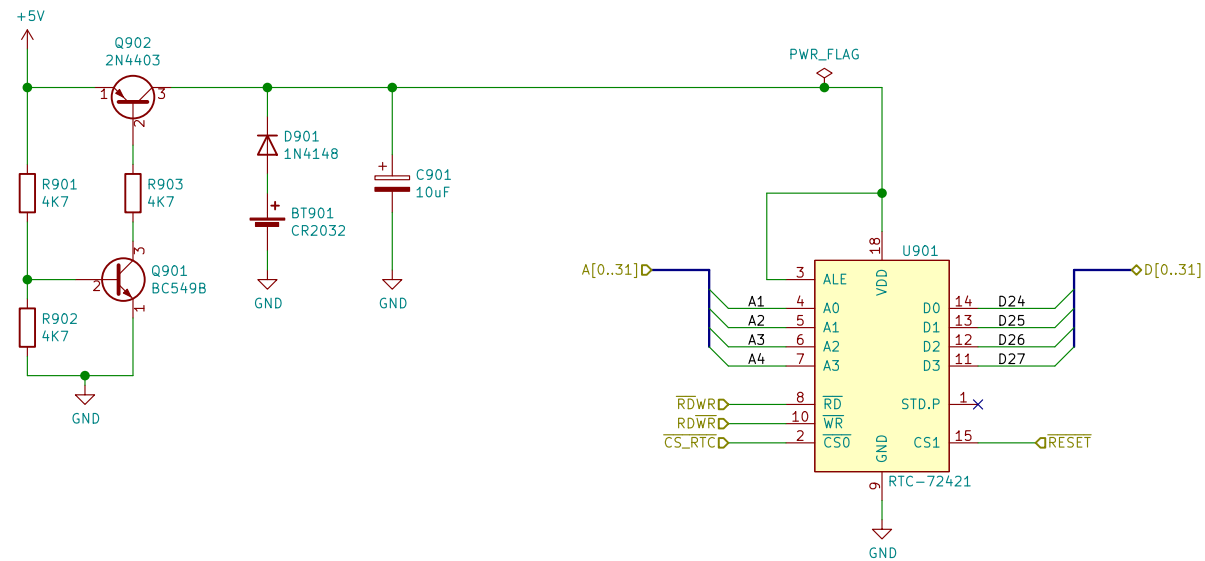 +5V
Q902
2N4403
1
3
2
PWR_FLAG
D901
1N4148
R901
4K7
R903
4K7
C901
10uF
+
+
BT901
CR2032
Q901
BC549B
3
2
1
R902
4K7
GND
GND
GND
A[0..31]
D[0..31]
18
U901
VDD
3
ALE
A1
4
A0
D0
14
D24
A2
5
A1
D1
13
D25
A3
6
A2
D2
12
D26
A4
7
A3
D3
11
D27
RDWR
8
RD
STD.P
1
RDWR
10
WR
CS_RTC
2
CS0
CS1
15
RESET
GND
9
RTC-72421
GND